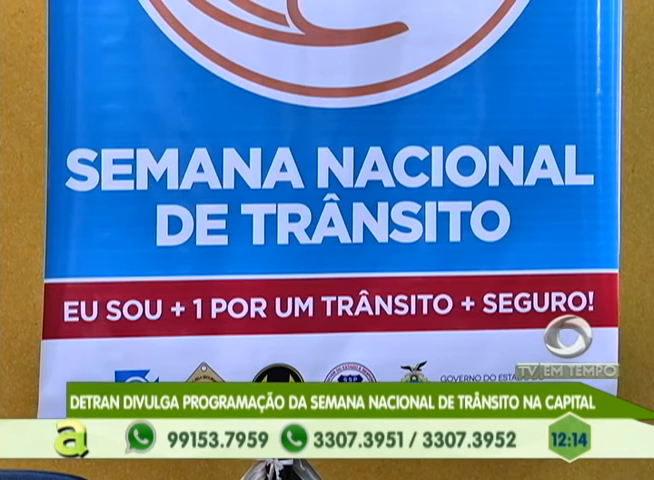 SEMANA NACIONAL
DE TRÂNSITO
EU SOU + 1 POR UM TRÂNSITO + SEGURO!
TV EM TEMPO
GOVERNO DO ESTADO DO
DETRAN DIVULGA PROGRAMAÇÃO DA SEMANA NACIONAL DE TRÂNSITO NA CAPITAL
a 99153.7959 3307.3951 / 3307.3952 12:14